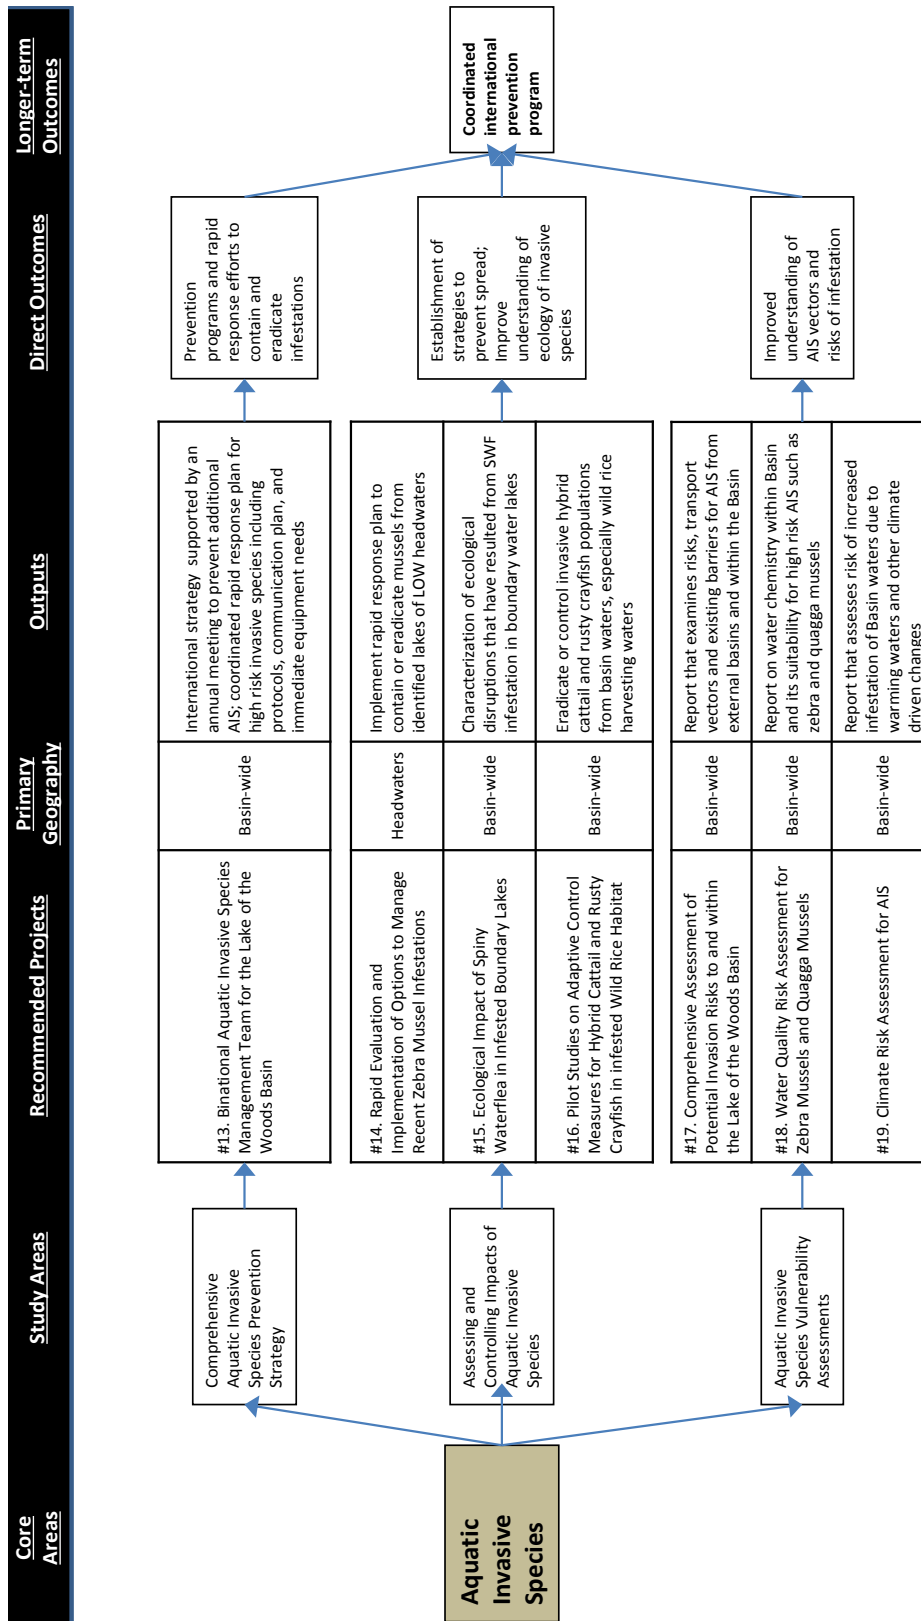 Core
Areas
Study Areas
Recommended Projects
Primary
Geography
Outputs
Direct Outcomes
Longer-term
Outcomes
Aquatic
Invasive
Species
Comprehensive
Aquatic Invasive
Species Prevention
Strategy
#13. Binational Aquatic Invasive Species
Management Team for the Lake of the
Woods Basin
Basin-wide
International strategy supported by an
annual meeting to prevent additional
AIS; coordinated rapid response plan for
high risk invasive species including
protocols, communication plan, and
immediate equipment needs
Prevention
programs and rapid
response efforts to
contain and
eradicate
infestations
Assessing and
Controlling Impacts of
Aquatic Invasive
Species
#14. Rapid Evaluation and
Implementation of Options to Manage
Recent Zebra Mussel Infestations
Headwaters
Implement rapid response plan to
contain or eradicate mussels from
identified lakes of LOW headwaters
#15. Ecological Impact of Spiny
Waterflea in Infested Boundary Lakes
Basin-wide
Characterization of ecological
disruptions that have resulted from SWF
infestation in boundary water lakes
#16. Pilot Studies on Adaptive Control
Measures for Hybrid Cattail and Rusty
Crayfish in infested Wild Rice Habitat
Basin-wide
Eradicate or control invasive hybrid
cattail and rusty crayfish populations
from basin waters, especially wild rice
harvesting waters
Establishment of
strategies to
prevent spread;
Improve
understanding of
ecology of invasive
species
Coordinated
international
prevention
program
Aquatic Invasive
Species Vulnerability
Assessments
#17. Comprehensive Assessment of
Potential Invasion Risks to and within
the Lake of the Woods Basin
Basin-wide
Report that examines risks, transport
vectors and existing barriers for AIS from
external basins and within the Basin
#18. Water Quality Risk Assessment for
Zebra Mussels and Quagga Mussels
Basin-wide
Report on water chemistry within Basin
and its suitability for high risk AIS such as
zebra and quagga mussels
#19. Climate Risk Assessment for AIS
Basin-wide
Report that assesses risk of increased
infestation of Basin waters due to
warming waters and other climate
driven changes
Improved
understanding of
AIS vectors and
risks of infestation